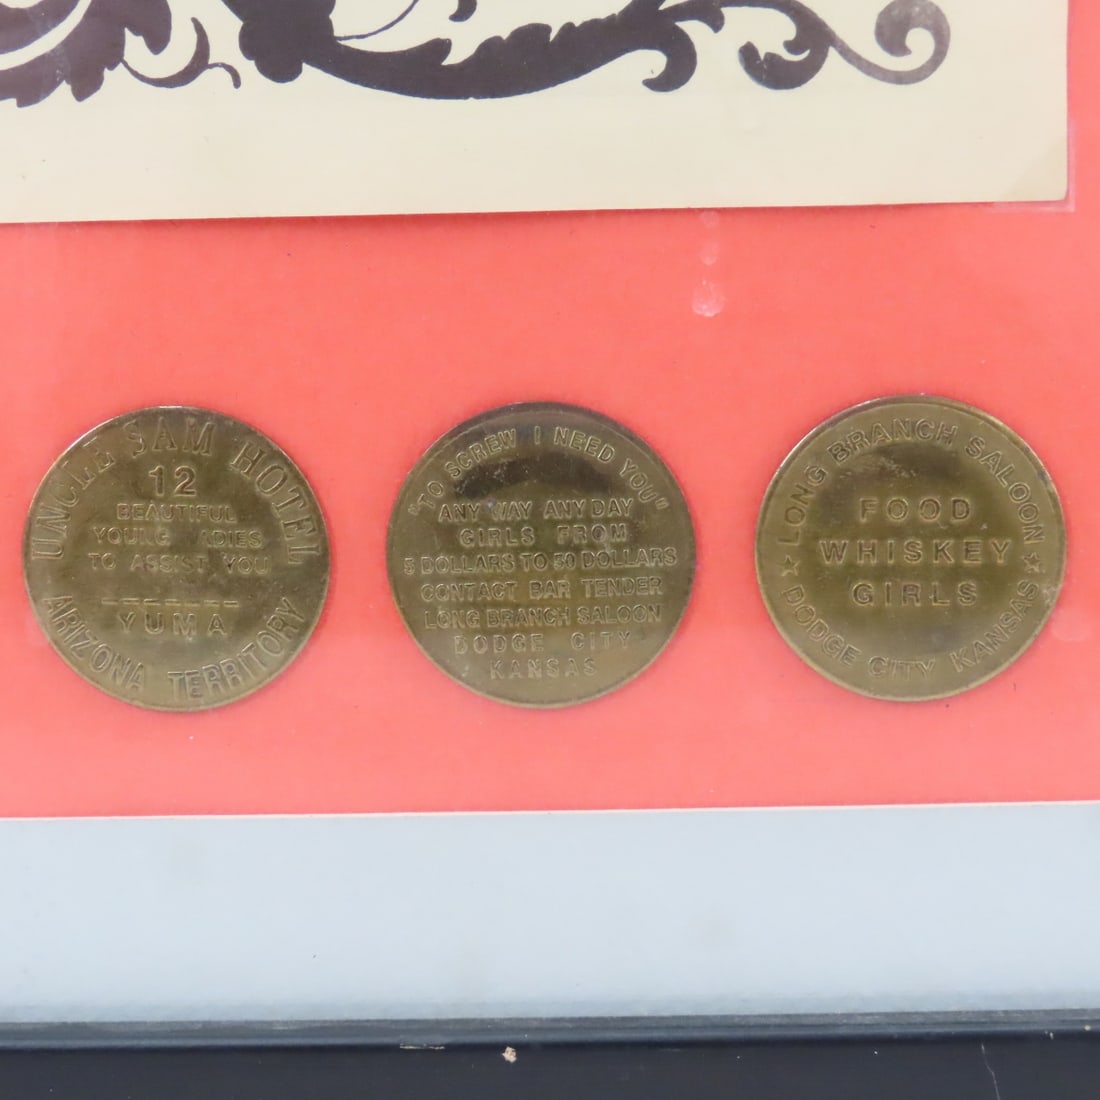 UNCLE SAM HOTEL
12
BEAUTIFUL
YOUNG LADIES
TO ASSIST YOU
YUMA
ARIZONA TERRITORY
"TO SCREW I NEED YOU"
ANY WAY ANY DAY
GIRLS FROM
5 DOLLARS TO 50 DOLLARS
CONTACT BAR TENDER
LONG BRANCH SALOON
DODGE CITY
KANSAS
LONG BRANCH SALOON
FOOD
WHISKEY
GIRLS
DODGE CITY KANSAS